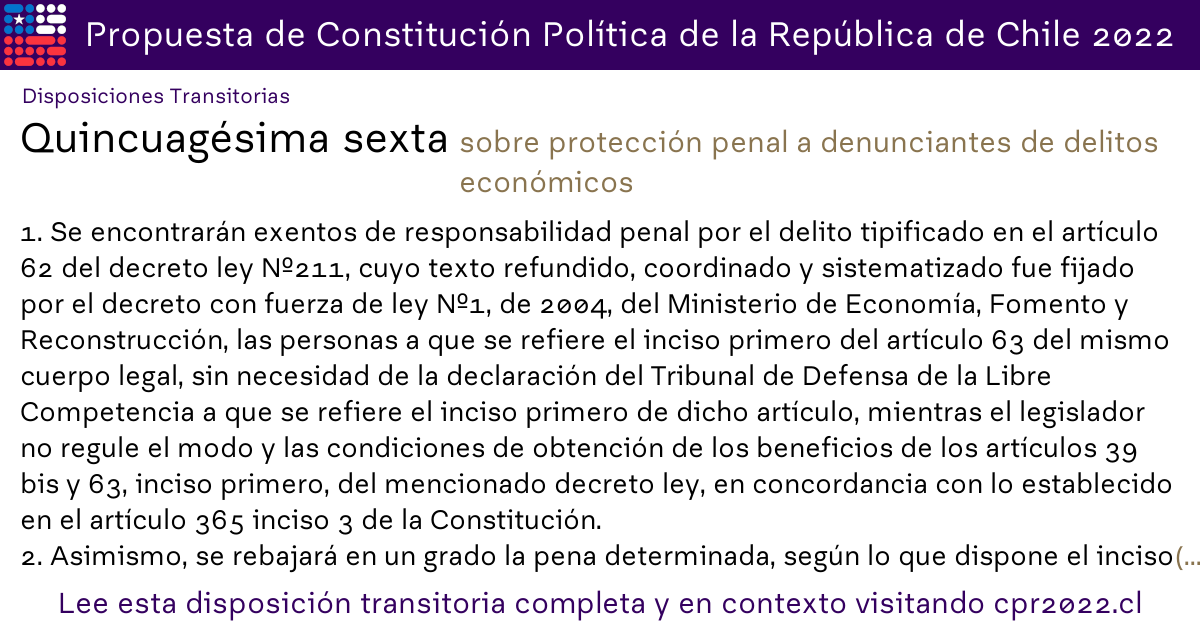 Propuesta de Constitución Política de la República de Chile 2022
Disposiciones Transitorias
Quincuagésima sexta sobre protección penal a denunciantes de delitos
económicos
1. Se encontrarán exentos de responsabilidad penal por el delito tipificado en el artículo
62 del decreto ley Nº211, cuyo texto refundido, coordinado y sistematizado fue fijado
por el decreto con fuerza de ley Nº1, de 2004, del Ministerio de Economía, Fomento y
Reconstrucción, las personas a que se refiere el inciso primero del artículo 63 del mismo
cuerpo legal, sin necesidad de la declaración del Tribunal de Defensa de la Libre
Competencia a que se refiere el inciso primero de dicho artículo, mientras el legislador
no regule el modo y las condiciones de obtención de los beneficios de los artículos 39
bis y 63, inciso primero, del mencionado decreto ley, en concordancia con lo establecido
en el artículo 365 inciso 3 de la Constitución.
2. Asimismo, se rebajará en un grado la pena determinada, según lo que dispone el inciso(...
Lee esta disposición transitoria completa y en contexto visitando cpr2022.cl